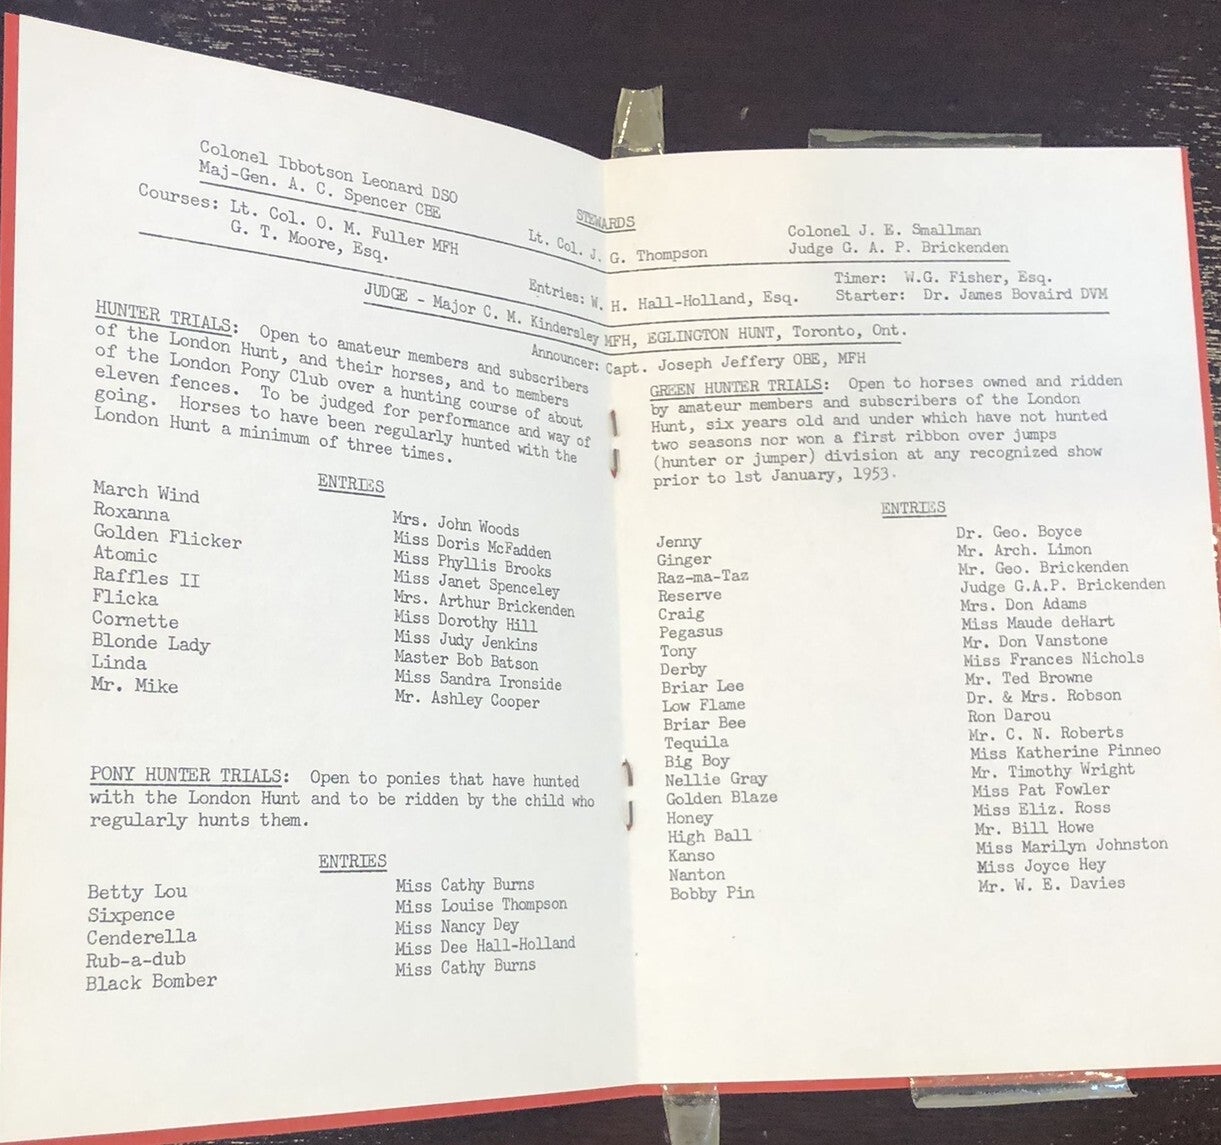 STEWARDS
Colonel Ibbotson Leonard DSO
Maj-Gen. A. C. Spencer CBE
Lt. Col. J. G. Thompson
Colonel J. E. Smallman
Judge G. A. P. Brickenden
Courses: Lt. Col. O. M. Fuller MFH
G. T. Moore, Esq.
Entries: W. H. Hall-Holland, Esq.
Timer: W.G. Fisher, Esq.
Starter: Dr. James Bovaird DVM
JUDGE - Major C. M. Kindersley MFH, EGLINGTON HUNT, Toronto, Ont.
Announcer: Capt. Joseph Jeffery OBE, MFH
HUNTER TRIALS: Open to amateur members and subscribers
of the London Hunt, and their horses, and to members
of the London Pony Club over a hunting course of about
eleven fences. To be judged for performance and way of
going. Horses to have been regularly hunted with the
London Hunt a minimum of three times.
ENTRIES
March Wind Mrs. John Woods
Roxanna Miss Doris McFadden
Golden Flicker Miss Phyllis Brooks
Atomic Miss Janet Spenceley
Raffles II Mrs. Arthur Brickenden
Flicka Miss Dorothy Hill
Cornette Miss Judy Jenkins
Blonde Lady Master Bob Batson
Linda Miss Sandra Ironside
Mr. Mike Mr. Ashley Cooper
PONY HUNTER TRIALS: Open to ponies that have hunted
with the London Hunt and to be ridden by the child who
regularly hunts them.
ENTRIES
Betty Lou Miss Cathy Burns
Sixpence Miss Louise Thompson
Cenderella Miss Nancy Dey
Rub-a-dub Miss Dee Hall-Holland
Black Bomber Miss Cathy Burns
GREEN HUNTER TRIALS: Open to horses owned and ridden
by amateur members and subscribers of the London
Hunt, six years old and under which have not hunted
two seasons nor won a first ribbon over jumps
(hunter or jumper) division at any recognized show
prior to 1st January, 1953.
ENTRIES
Jenny Dr. Geo. Boyce
Ginger Mr. Arch. Limon
Raz-ma-Taz Mr. Geo. Brickenden
Reserve Judge G.A.P. Brickenden
Craig Mrs. Don Adams
Pegasus Miss Maude deHart
Tony Mr. Don Vanstone
Derby Miss Frances Nichols
Briar Lee Mr. Ted Browne
Low Flame Dr. & Mrs. Robson
Briar Bee Ron Darou
Tequila Mr. C. N. Roberts
Big Boy Miss Katherine Pinneo
Nellie Gray Mr. Timothy Wright
Golden Blaze Miss Pat Fowler
Honey Miss Eliz. Ross
High Ball Mr. Bill Howe
Kanso Miss Marilyn Johnston
Nanton Miss Joyce Hey
Bobby Pin Mr. W. E. Davies